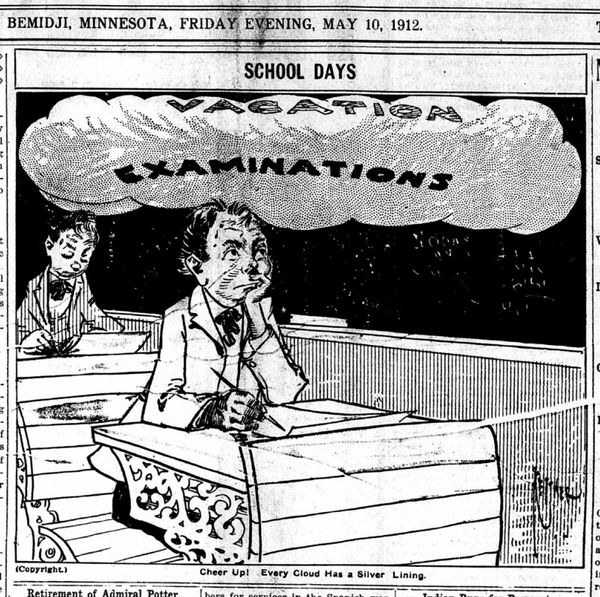 BEMIDJI, MINNESOTA, FRIDAY EVENING, MAY 10, 1912.
SCHOOL DAYS
VACATION
EXAMINATIONS
(Copyright.)
Cheer Up! Every Cloud Has a Silver Lining.
Retirement of Admiral Potter